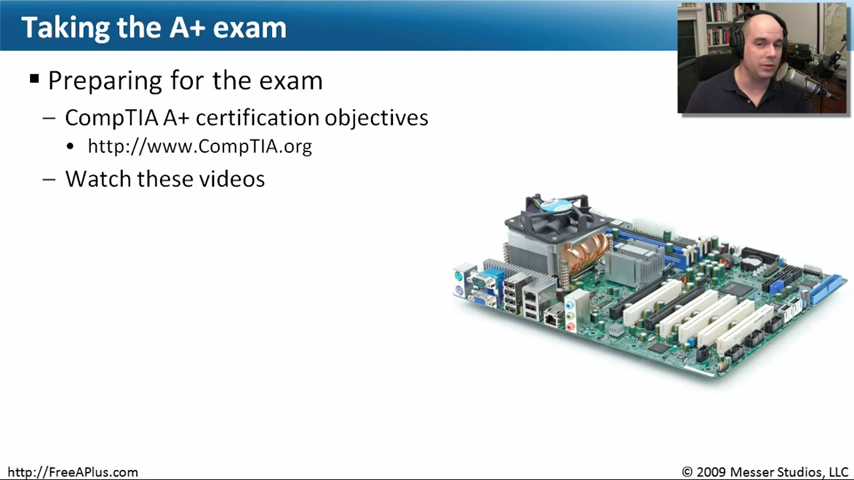 Taking the A+ exam
Preparing for the exam
– CompTIA A+ certification objectives
• http://www.CompTIA.org
– Watch these videos
http://FreeAPlus.com
© 2009 Messer Studios, LLC